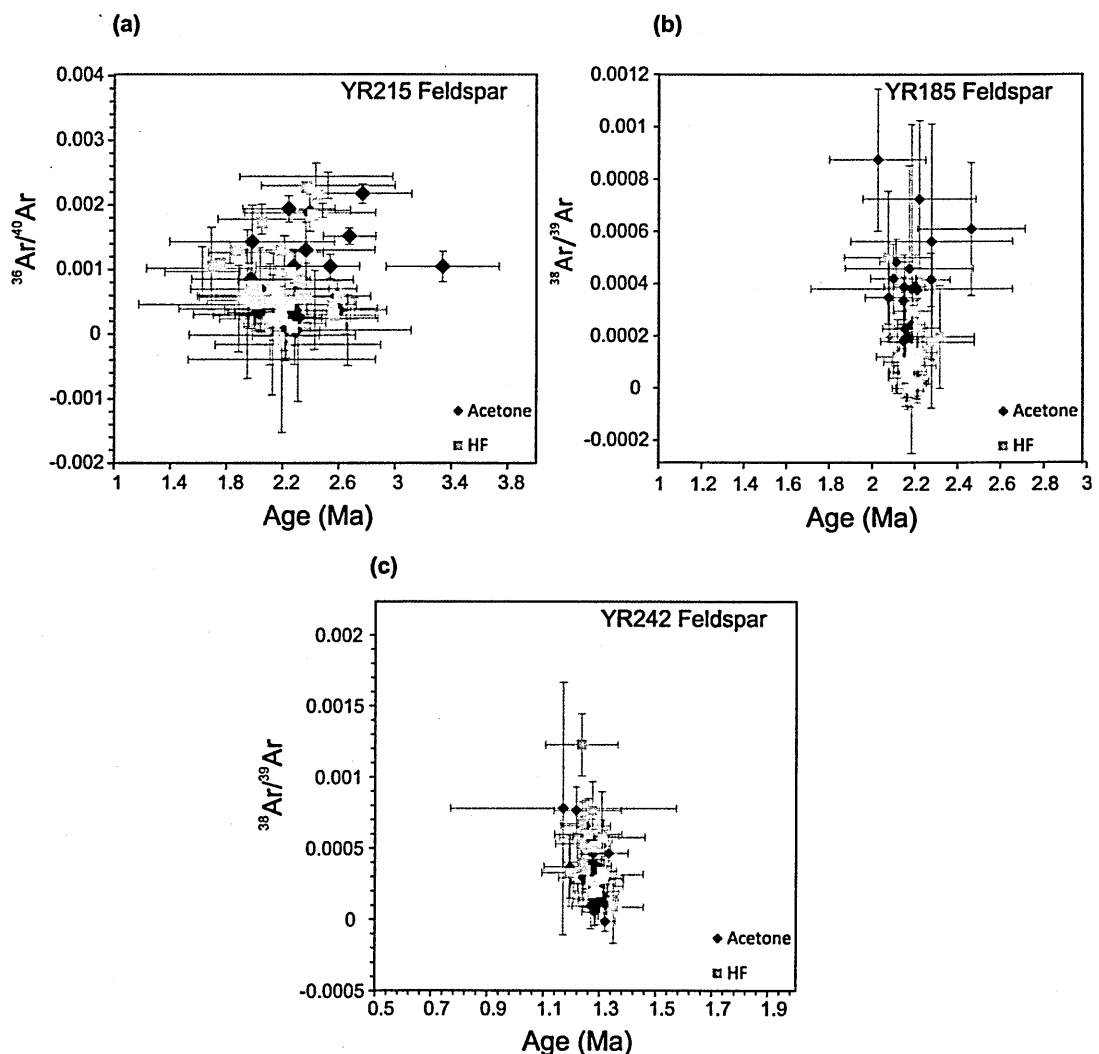 (a)
YR215 Feldspar
0.004
0.003
0.002
0.001
0
-0.001
-0.002
36Ar/40Ar
Acetone
HF
1 1.4 1.8 2.2 2.6 3 3.4 3.8
Age (Ma)
(b)
YR185 Feldspar
0.0012
0.001
0.0008
0.0006
0.0004
0.0002
0
-0.0002
38Ar/39Ar
Acetone
HF
1 1.2 1.4 1.6 1.8 2 2.2 2.4 2.6 2.8 3
Age (Ma)
(c)
YR242 Feldspar
0.002
0.0015
0.001
0.0005
0
-0.0005
38Ar/39Ar
Acetone
HF
0.5 0.7 0.9 1.1 1.3 1.5 1.7 1.9
Age (Ma)